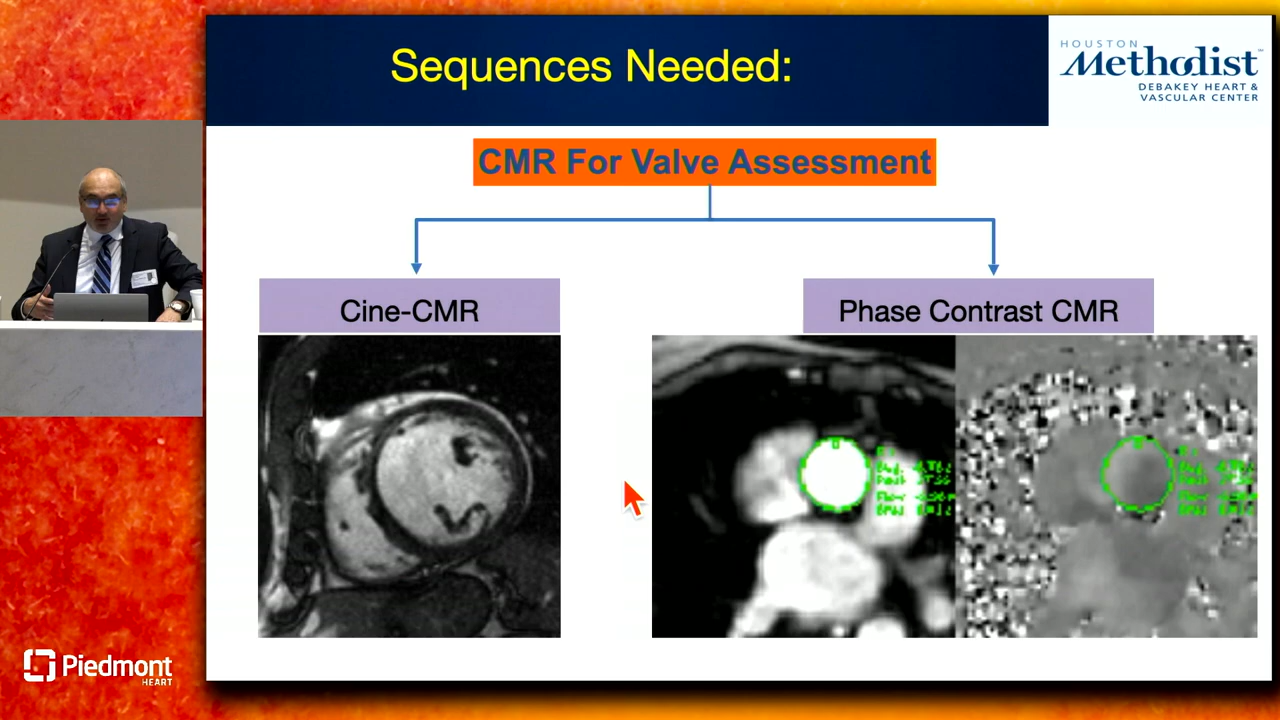 Sequences Needed:
HOUSTON
Methodist
DEBAKEY HEART &
VASCULAR CENTER
CMR For Valve Assessment
Cine-CMR
Phase Contrast CMR
Piedmont
HEART